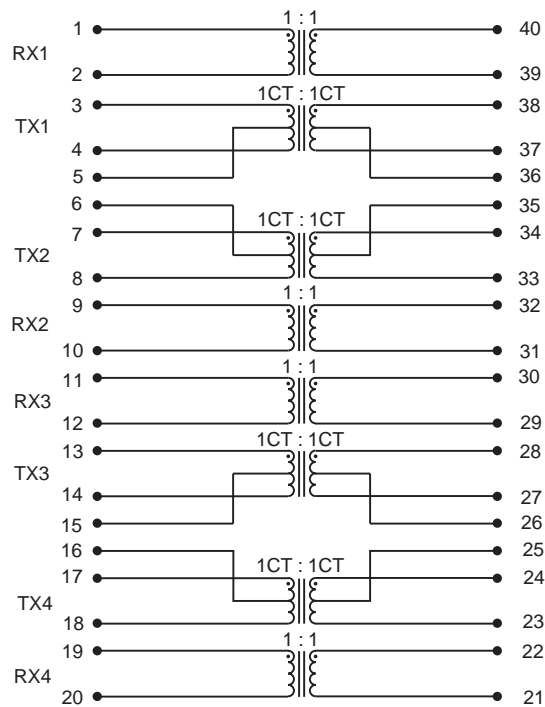 1 1 : 1 40
RX1
2 39
3 1CT : 1CT 38
TX1
4 37
5 36
6 35
7 1CT : 1CT 34
TX2
8 33
9 1 : 1 32
RX2
10 31
11 1 : 1 30
RX3
12 29
13 1CT : 1CT 28
TX3
14 27
15 26
16 25
17 1CT : 1CT 24
TX4
18 23
19 1 : 1 22
RX4
20 21